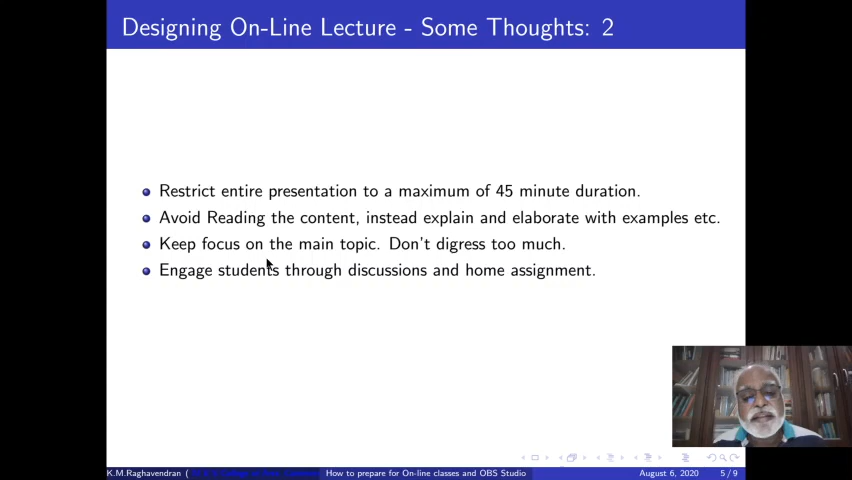 Designing On-Line Lecture - Some Thoughts: 2
Restrict entire presentation to a maximum of 45 minute duration.
Avoid Reading the content, instead explain and elaborate with examples etc.
Keep focus on the main topic. Don't digress too much.
Engage students through discussions and home assignment.
K.M.Raghavendran ( How to prepare for On-line classes and OBS Studio August 6, 2020 5 / 9